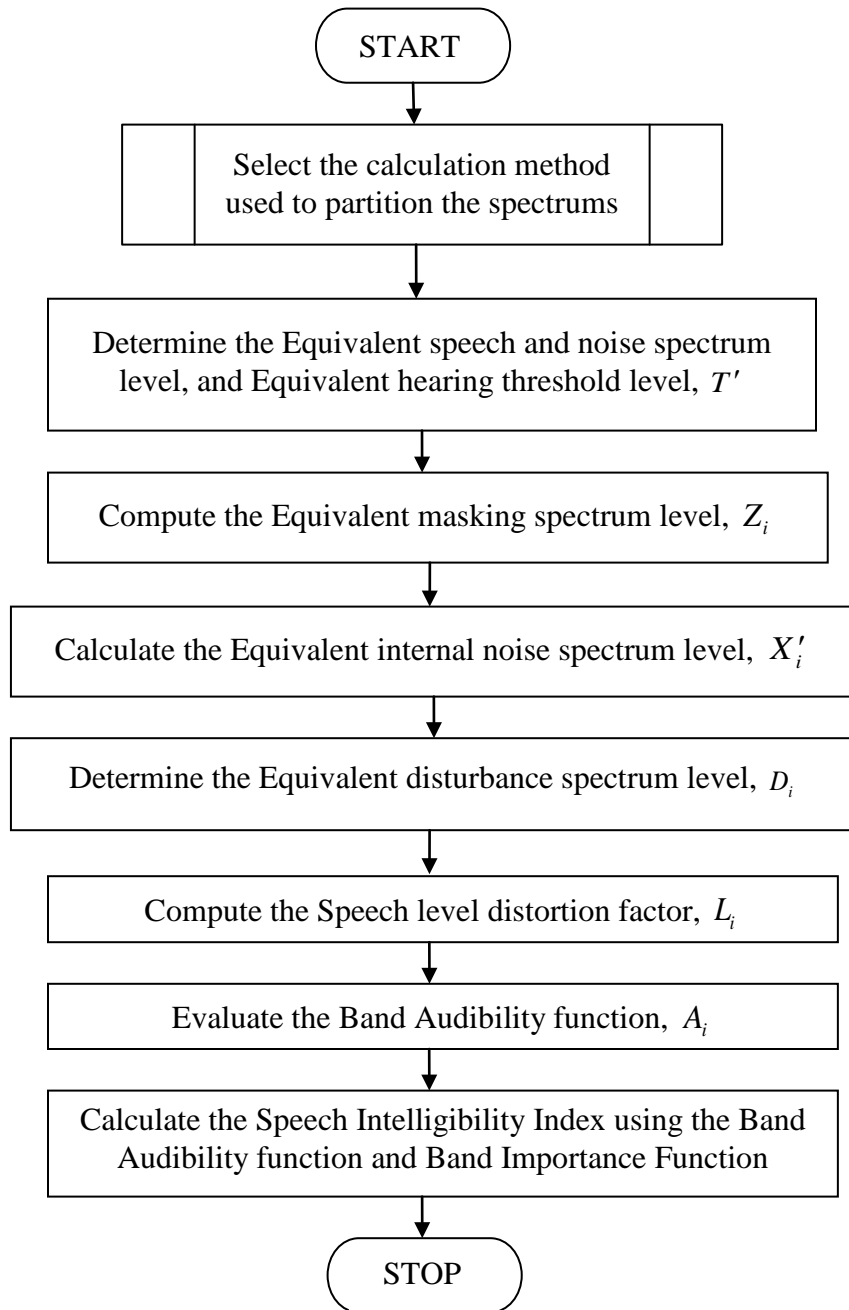 START
Select the calculation method
used to partition the spectrums
Determine the Equivalent speech and noise spectrum
level, and Equivalent hearing threshold level, T′
Compute the Equivalent masking spectrum level, Zᵢ
Calculate the Equivalent internal noise spectrum level, X′ᵢ
Determine the Equivalent disturbance spectrum level, Dᵢ
Compute the Speech level distortion factor, Lᵢ
Evaluate the Band Audibility function, Aᵢ
Calculate the Speech Intelligibility Index using the Band
Audibility function and Band Importance Function
STOP